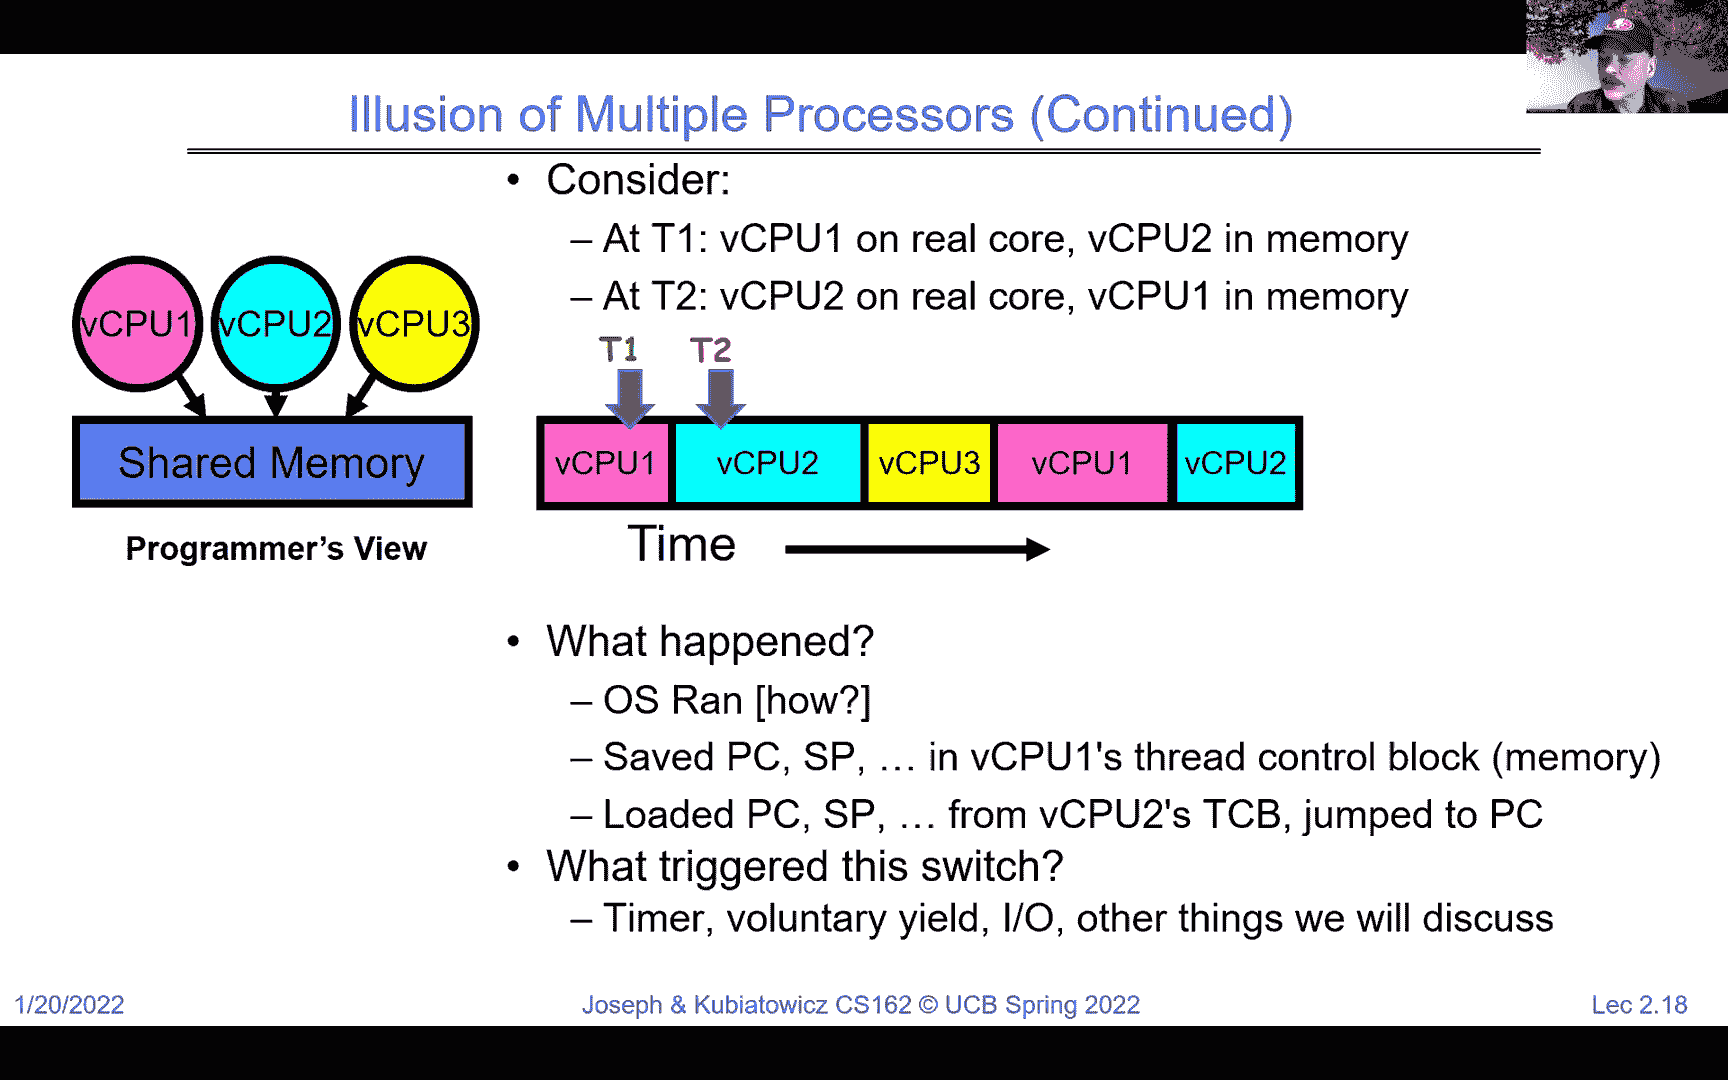 Illusion of Multiple Processors (Continued)
• Consider:
– At T1: vCPU1 on real core, vCPU2 in memory
– At T2: vCPU2 on real core, vCPU1 in memory
vCPU1 vCPU2 vCPU3
Shared Memory
Programmer's View
T1 T2
vCPU1 vCPU2 vCPU3 vCPU1 vCPU2
Time
• What happened?
– OS Ran [how?]
– Saved PC, SP, … in vCPU1's thread control block (memory)
– Loaded PC, SP, … from vCPU2's TCB, jumped to PC
• What triggered this switch?
– Timer, voluntary yield, I/O, other things we will discuss
1/20/2022 Joseph & Kubiatowicz CS162 © UCB Spring 2022 Lec 2.18